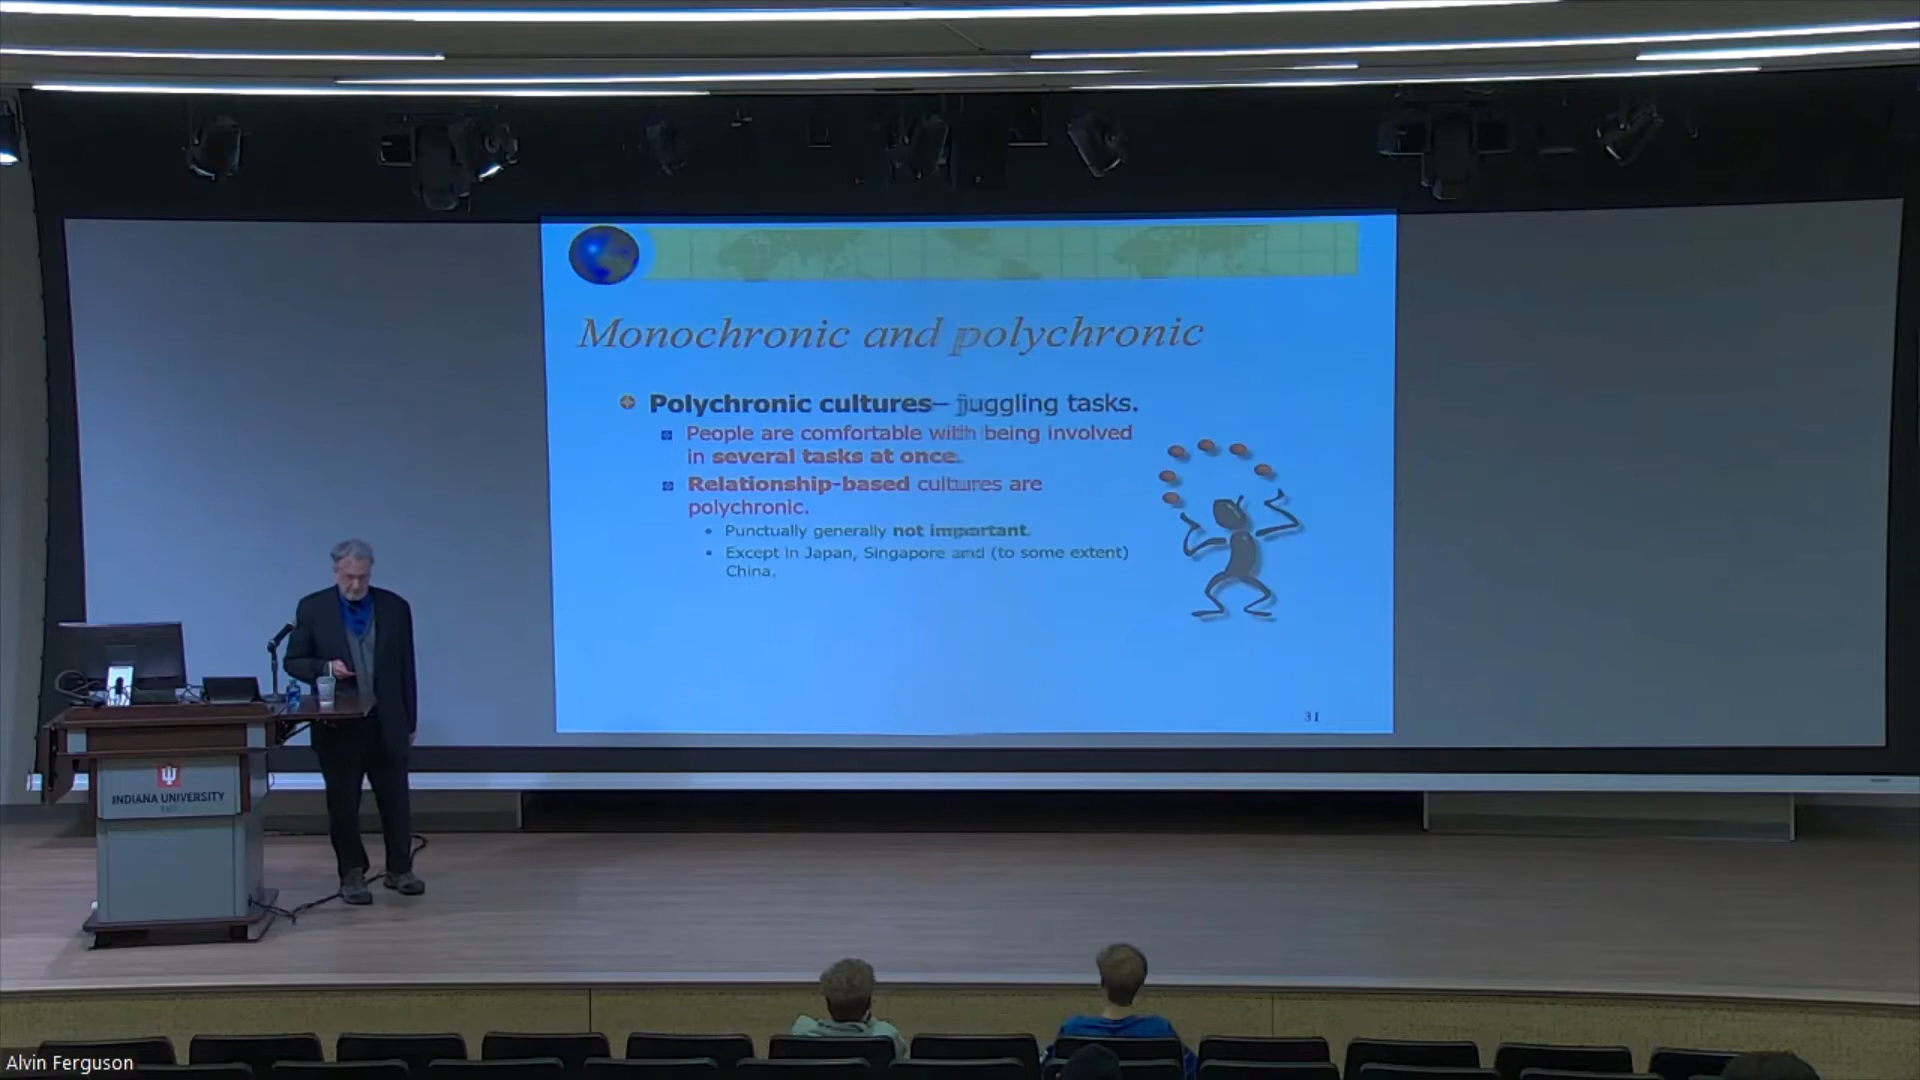 Monochronic and polychronic
Polychronic cultures– juggling tasks.
People are comfortable with being involved
in several tasks at once.
Relationship-based cultures are
polychronic.
Punctually generally not important.
Except in Japan, Singapore and (to some extent)
China.
31
INDIANA UNIVERSITY
Alvin Ferguson